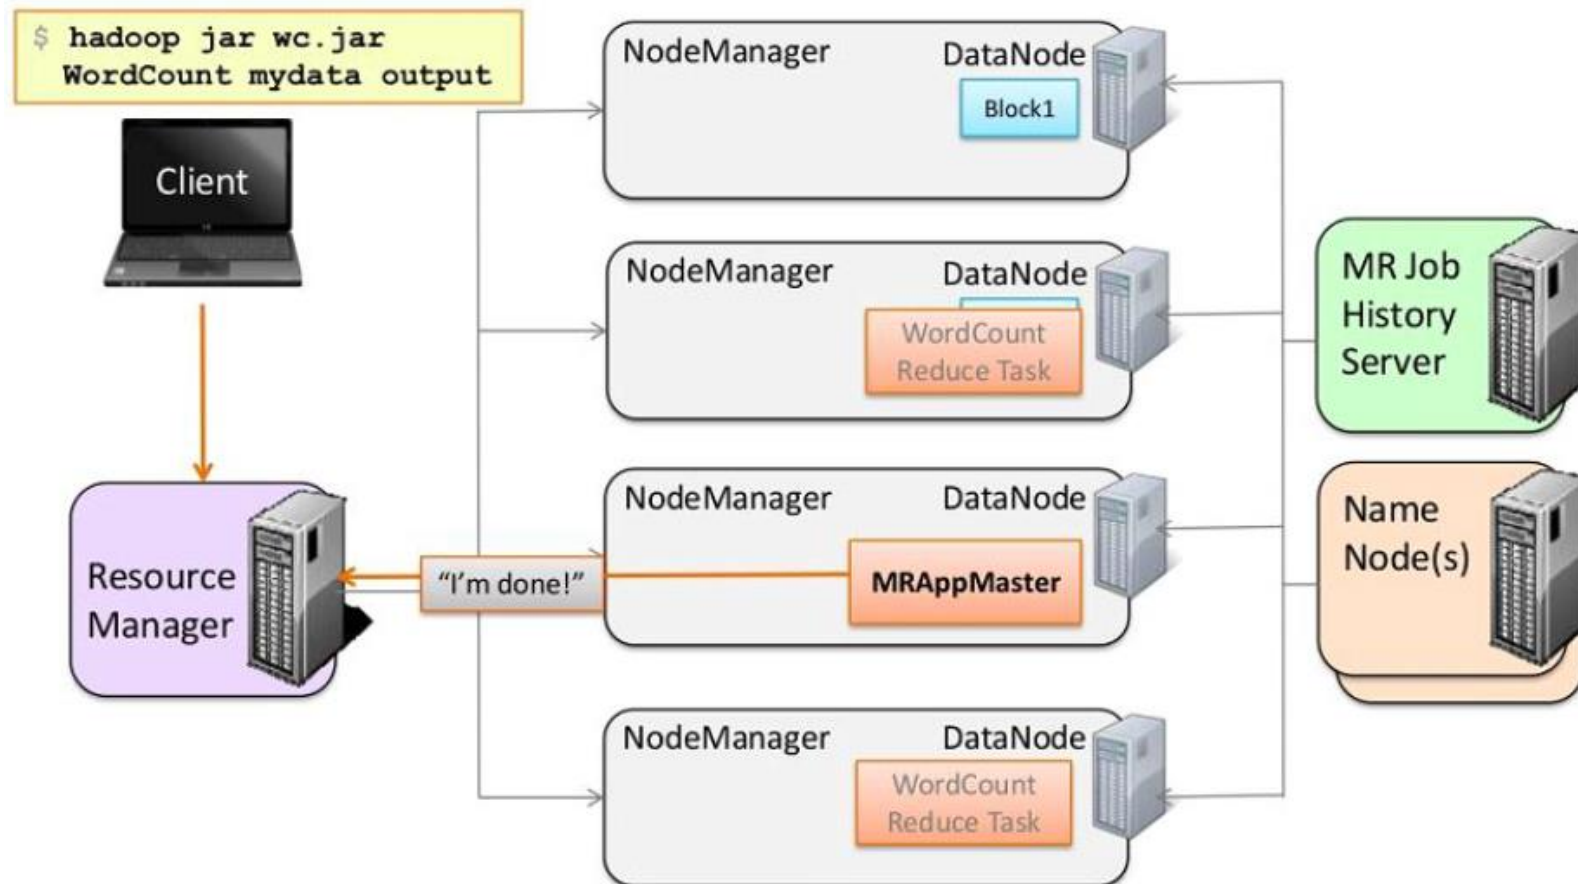 $ hadoop jar wc.jar
WordCount mydata output
Client
Resource
Manager
"I'm done!"
NodeManager
DataNode
Block1
NodeManager
DataNode
WordCount
Reduce Task
NodeManager
DataNode
MRAppMaster
NodeManager
DataNode
WordCount
Reduce Task
MR Job
History
Server
Name
Node(s)